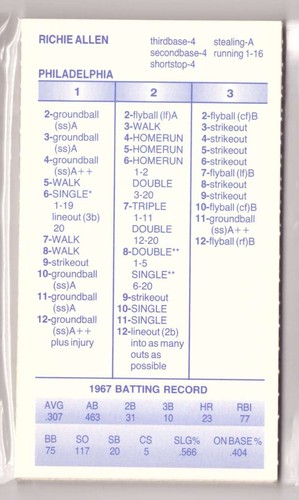 RICHIE ALLEN
thirdbase-4 stealing-A
secondbase-4 running 1-16
shortstop-4
PHILADELPHIA
1
2-groundball
(ss)A
3-groundball
(ss)A
4-groundball
(ss)A++
5-WALK
6-SINGLE*
1-19
lineout (3b)
20
7-WALK
8-WALK
9-strikeout
10-groundball
(ss)A
11-groundball
(ss)A
12-groundball
(ss)A++
plus injury
2
2-flyball (lf)A
3-WALK
4-HOMERUN
5-HOMERUN
6-HOMERUN
1-2
DOUBLE
3-20
7-TRIPLE
1-11
DOUBLE
12-20
8-DOUBLE**
1-5
SINGLE**
6-20
9-strikeout
10-SINGLE
11-SINGLE
12-lineout (2b)
into as many
outs as
possible
3
2-flyball (cf)B
3-strikeout
4-strikeout
5-strikeout
6-strikeout
7-flyball (lf)B
8-strikeout
9-strikeout
10-flyball (cf)B
11-groundball
(ss)A++
12-flyball (rf)B
1967 BATTING RECORD
AVG AB 2B 3B HR RBI
.307 463 31 10 23 77
BB SO SB CS SLG% ON BASE %
75 117 20 5 .566 .404